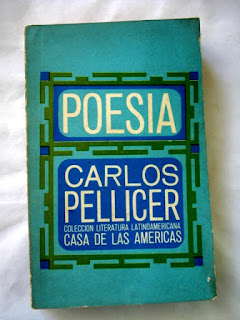 POESIA
CARLOS
PELLICER
COLECCION LITERATURA LATINOAMERICANA
CASA DE LAS AMERICAS